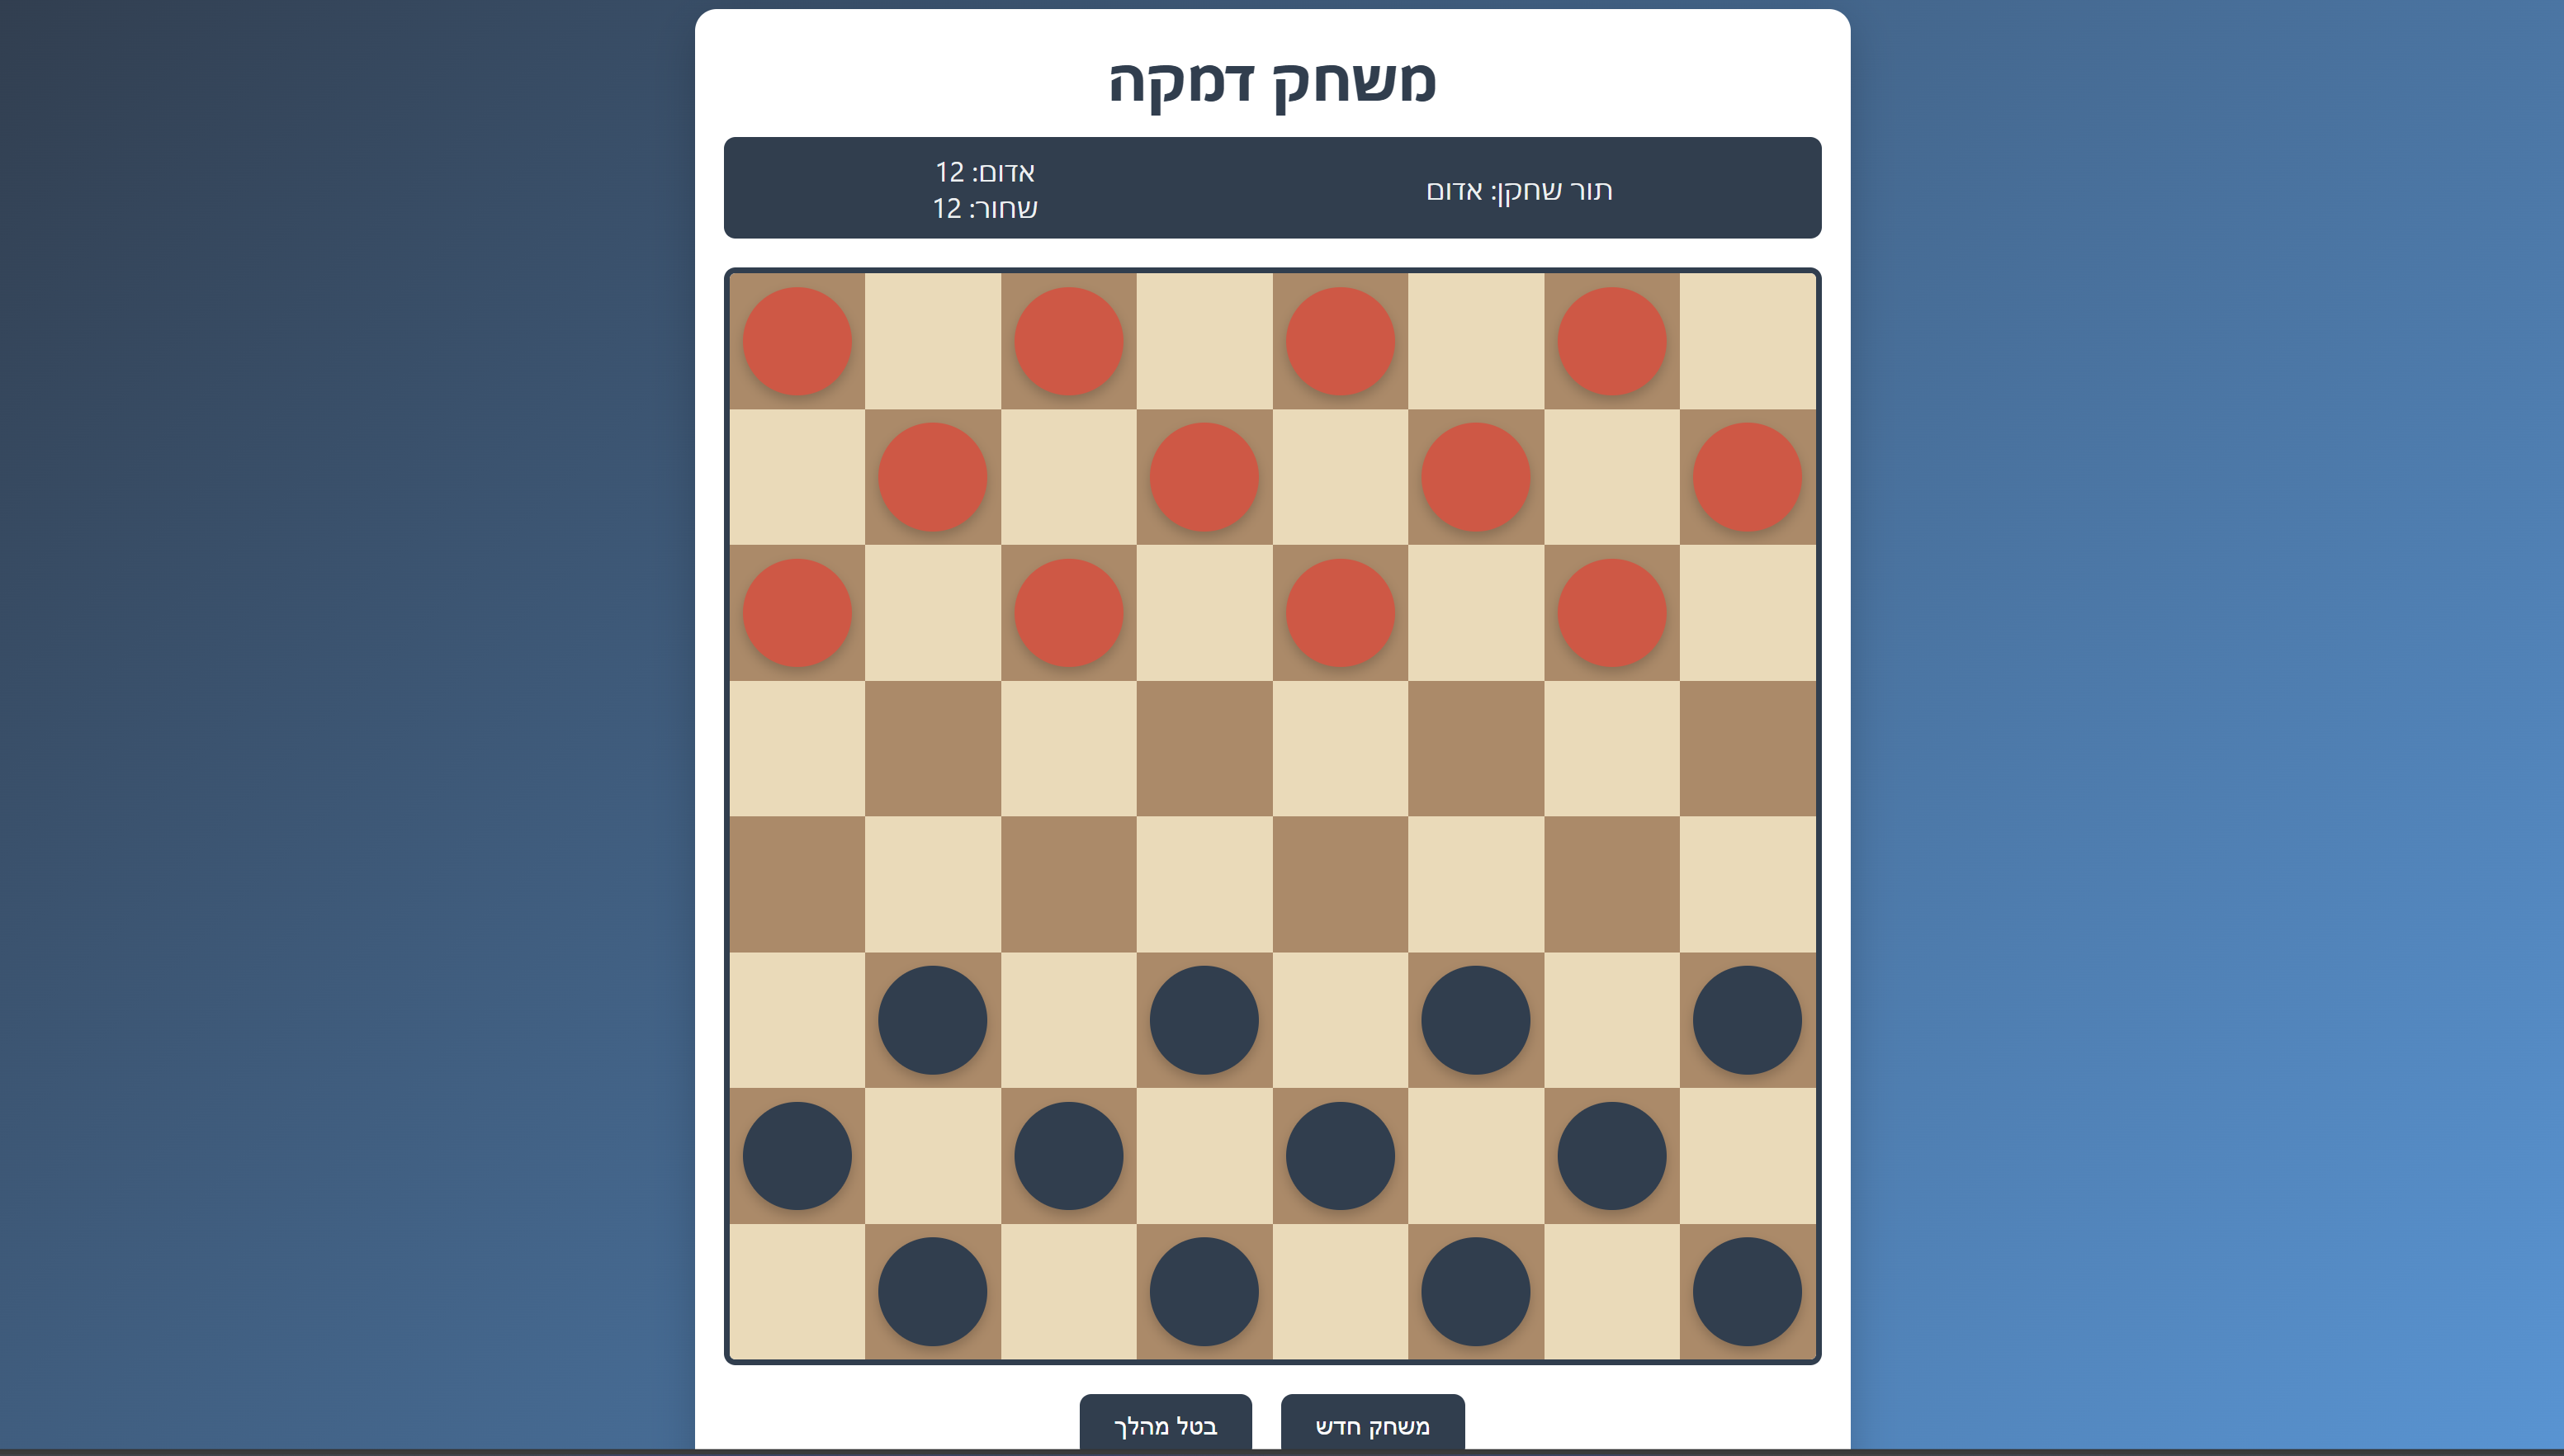 משחק דמקה
תור שחקן: אדום
אדום: 12
שחור: 12
משחק חדש
בטל מהלך